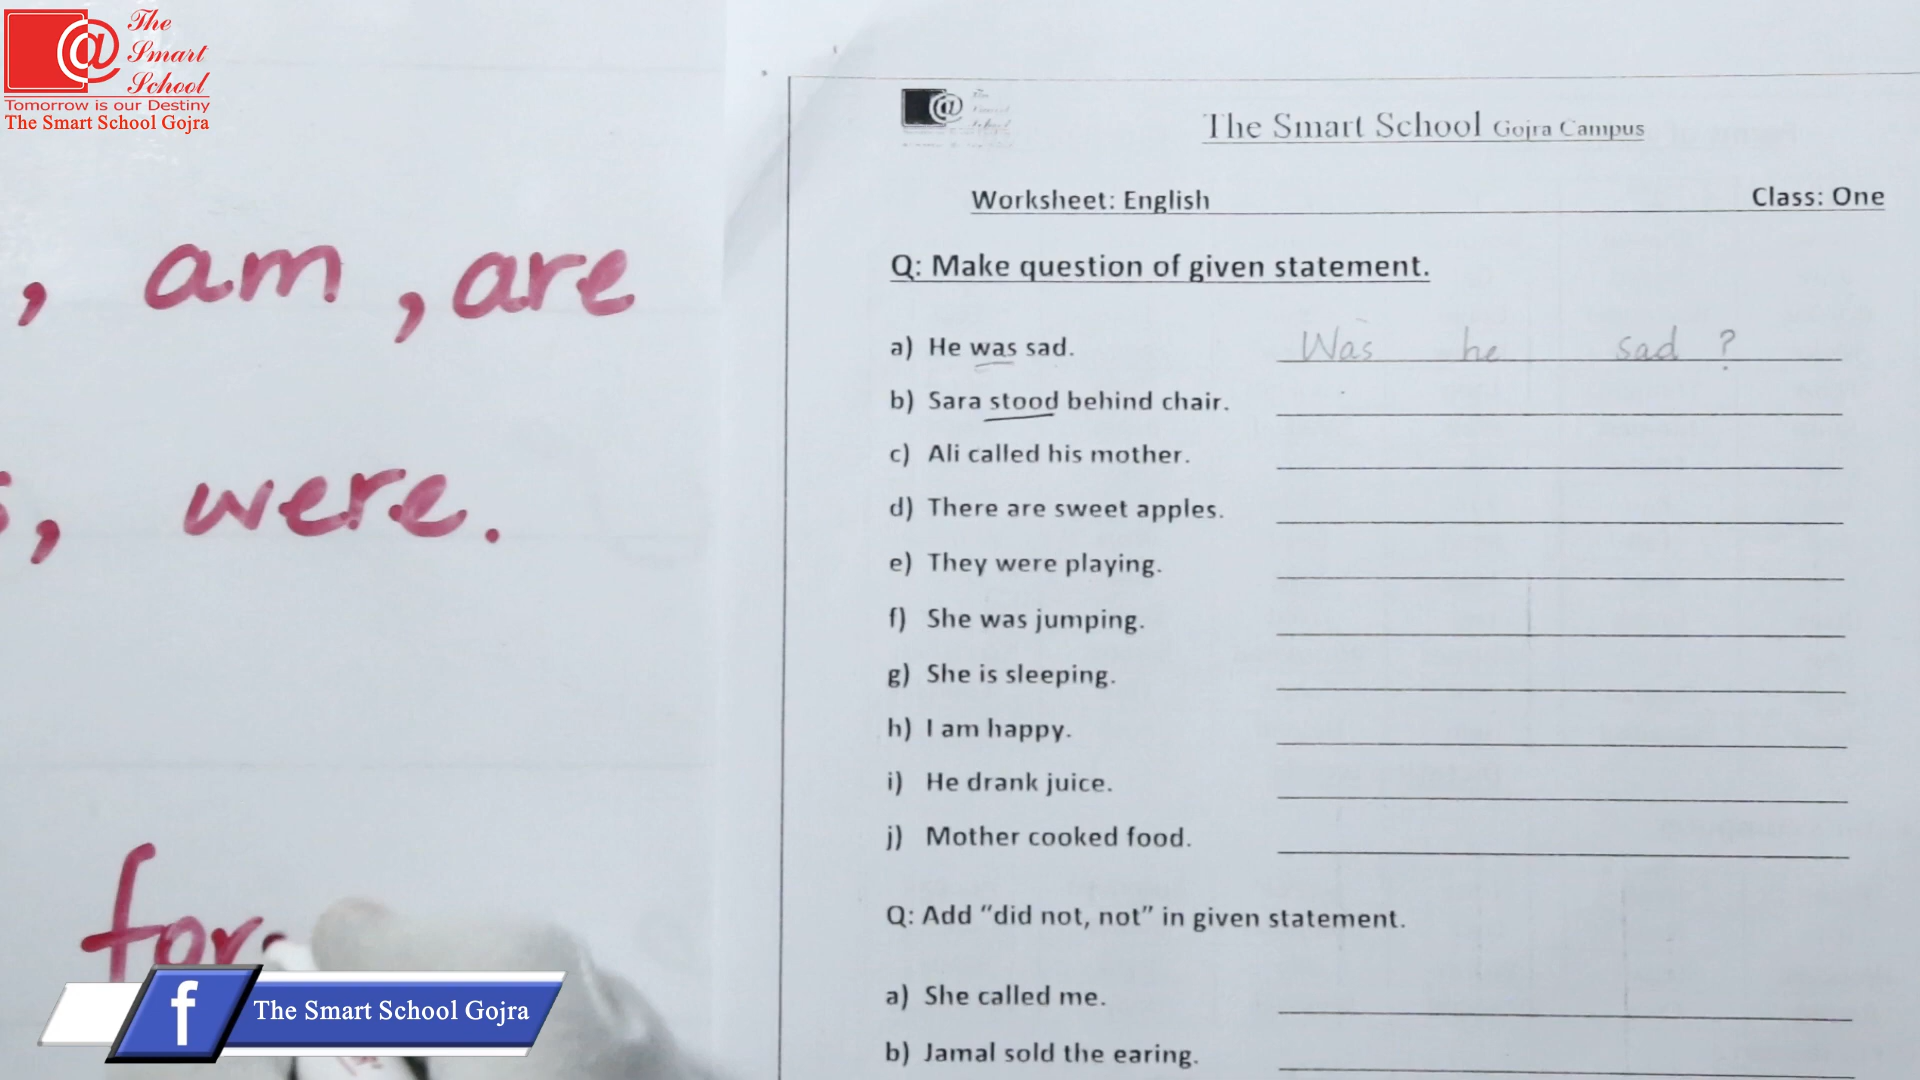 The
Smart
School
Tomorrow is our Destiny
The Smart School Gojra
, am, are
, were.
for
The Smart School Gojra Campus
Worksheet: English Class: One
Q: Make question of given statement.
a) He was sad. Was he sad ?
b) Sara stood behind chair.
c) Ali called his mother.
d) There are sweet apples.
e) They were playing.
f) She was jumping.
g) She is sleeping.
h) I am happy.
i) He drank juice.
j) Mother cooked food.
Q: Add “did not, not” in given statement.
a) She called me.
b) Jamal sold the earing.
f The Smart School Gojra